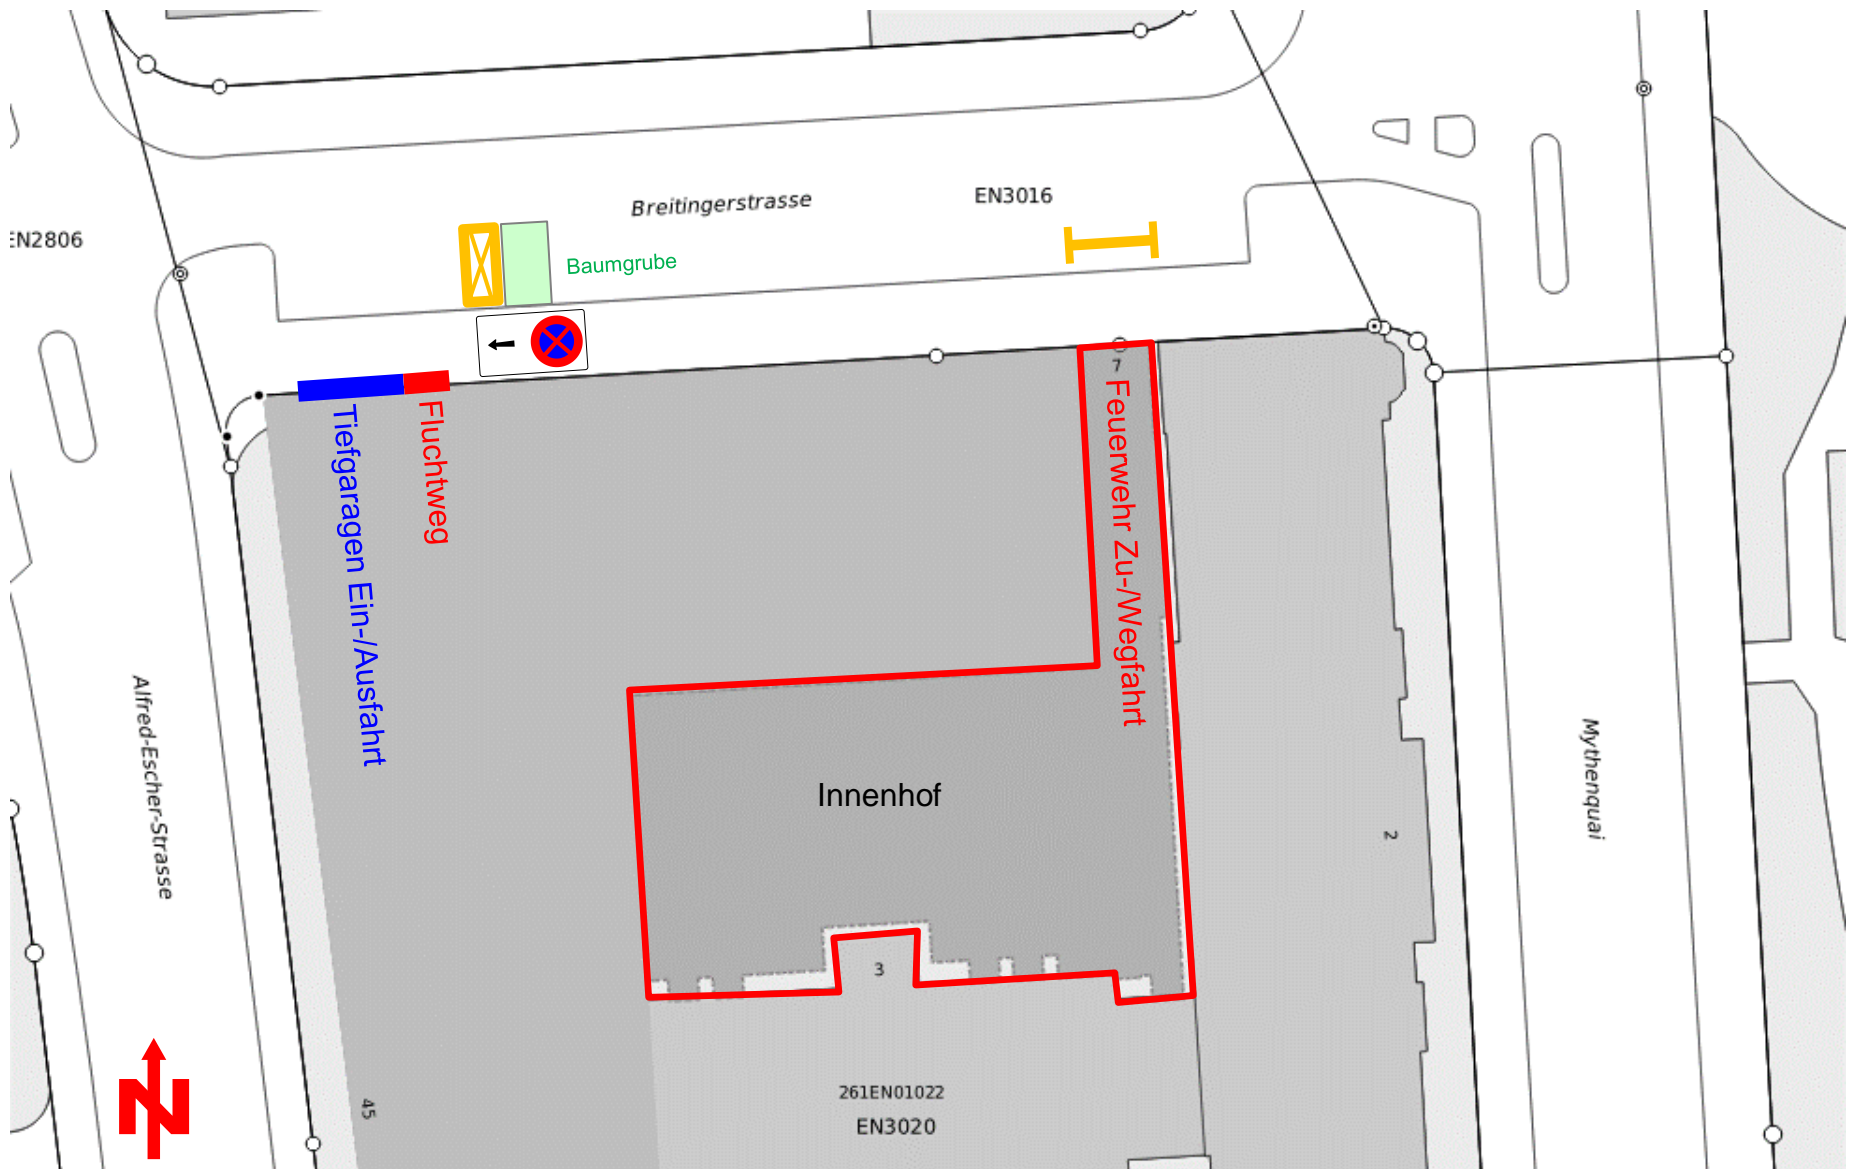 Breitingerstrasse
EN3016
EN2806
Baumgrube
7
Tiefgaragen Ein-/Ausfahrt
Fluchtweg
Feuerwehr Zu-/Wegfahrt
Alfred-Escher-Strasse
Innenhof
Mythenquai
2
3
45
261EN01022
EN3020
N